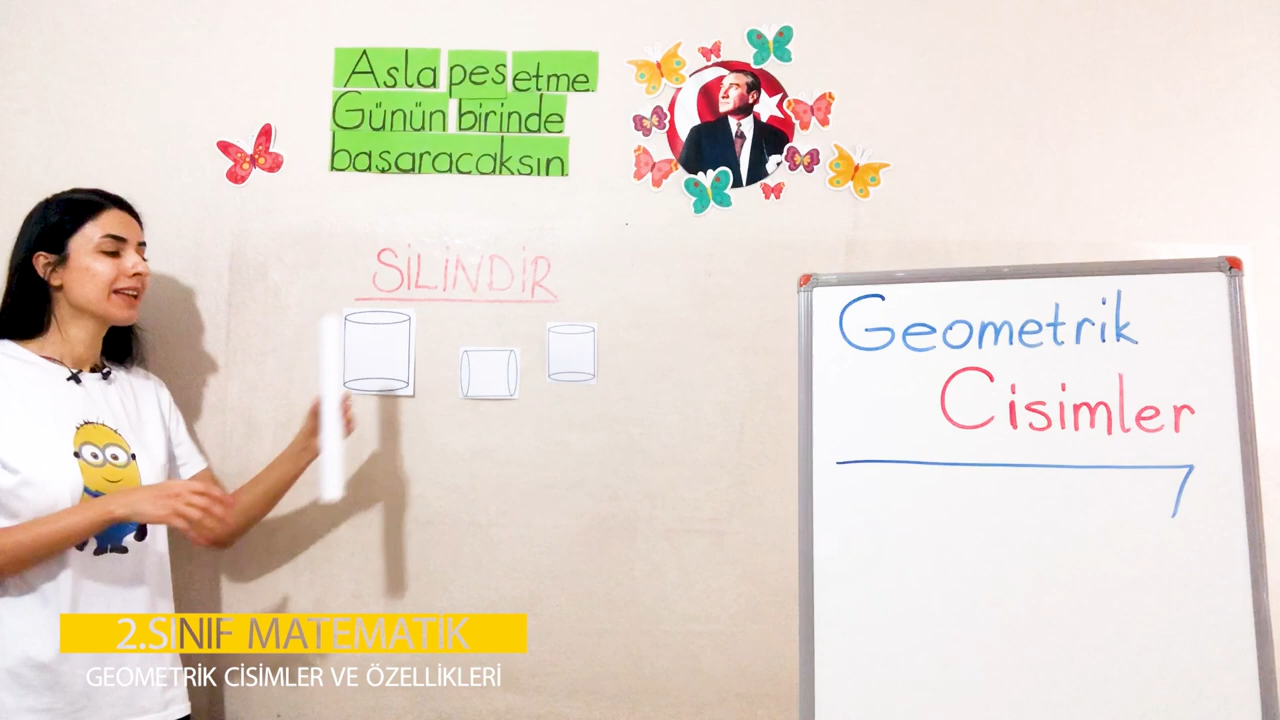 Asla pes etme.
Günün birinde
başaracaksın.
SİLİNDİR
Geometrik
Cisimler
2.SINIF MATEMATİK
GEOMETRİK CİSİMLER VE ÖZELLİKLERİ